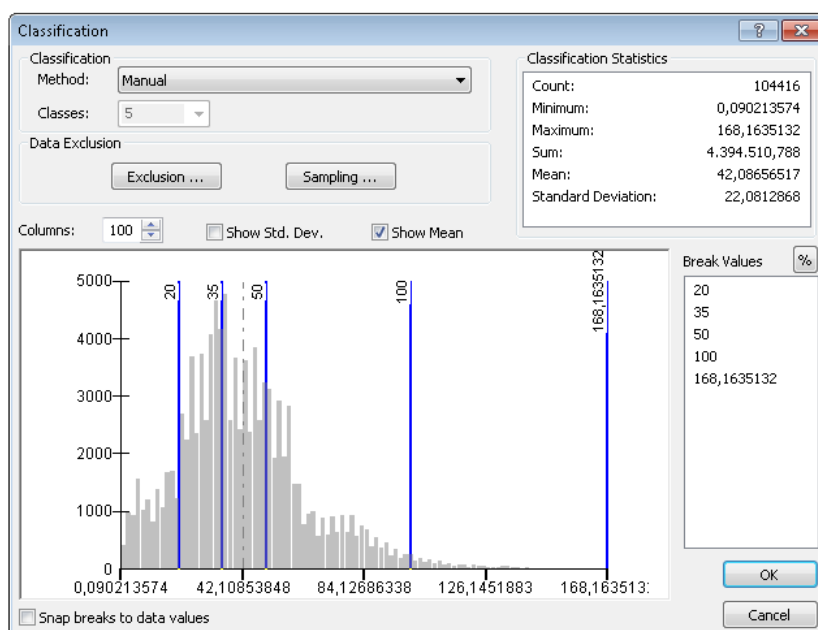 Classification
Classification
Method: Manual
Classes: 5
Data Exclusion
Exclusion ...
Sampling ...
Classification Statistics
Count: 104416
Minimum: 0,090213574
Maximum: 168,1635132
Sum: 4.394.510,788
Mean: 42,08656517
Standard Deviation: 22,0812868
Columns: 100
Show Std. Dev.
Show Mean
Break Values
%
20
35
50
100
168,1635132
5000
4000
3000
2000
1000
0
20
35
50
100
168,1635132
0,090213574 42,10853848 84,12686338 126,1451883 168,163513:
Snap breaks to data values
OK
Cancel